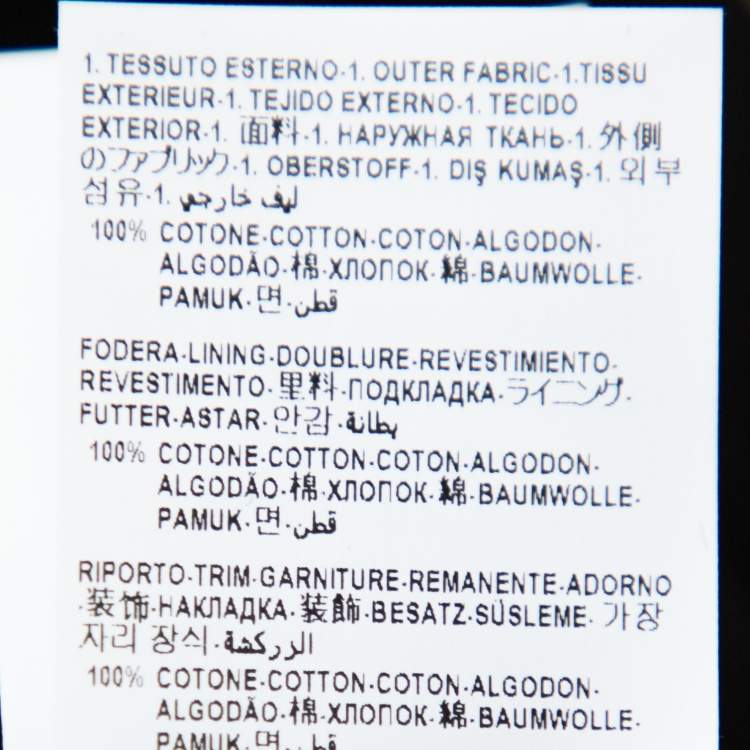 1. TESSUTO ESTERNO·1. OUTER FABRIC·1.TISSU
EXTERIEUR·1. TEJIDO EXTERNO·1. TECIDO
EXTERIOR·1. 面料·1. НАРУЖНАЯ ТКАНЬ·1. 外側
のファブリック·1. OBERSTOFF·1. DIŞ KUMAŞ·1. 외부
섬유·1. ليف خارجي
100% COTONE·COTTON·COTON·ALGODON·
ALGODÃO·棉·ХЛОПОК·綿·BAUMWOLLE·
PAMUK·면·قطن
FODERA·LINING·DOUBLURE·REVESTIMIENTO·
REVESTIMENTO·里料·ПОДКЛАДКА·ライニング·
FUTTER·ASTAR·안감·بطانة
100% COTONE·COTTON·COTON·ALGODON·
ALGODÃO·棉·ХЛОПОК·綿·BAUMWOLLE·
PAMUK·면·قطن
RIPORTO·TRIM·GARNITURE·REMANENTE·ADORNO
·装饰·НАКЛАДКА·装飾·BESATZ·SÜSLEME·가장
자리 장식·الزركشة
100% COTONE·COTTON·COTON·ALGODON·
ALGODÃO·棉·ХЛОПОК·綿·BAUMWOLLE·
PAMUK·면·قطن